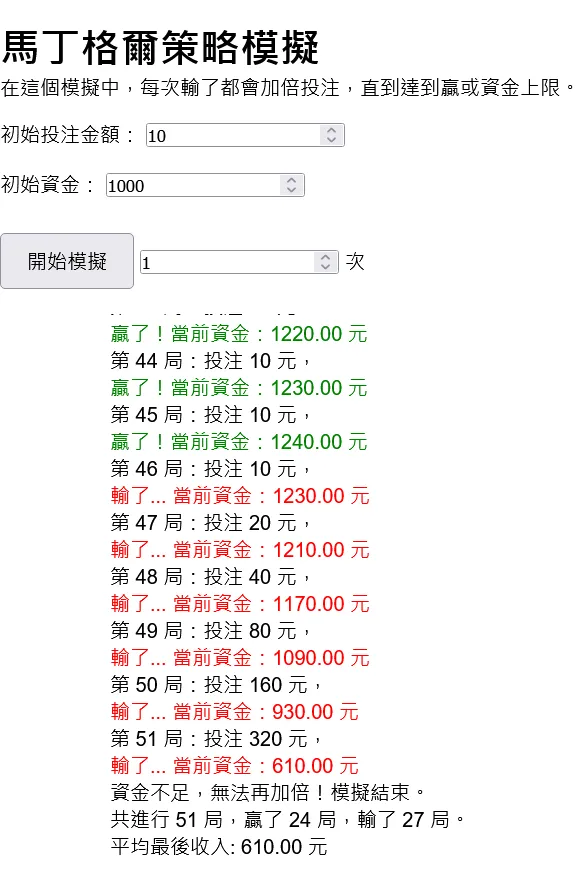 馬丁格爾策略模擬
在這個模擬中，每次輸了都會加倍投注，直到達到贏或資金上限。
初始投注金額： 10
初始資金： 1000
開始模擬 1 次
贏了！當前資金：1220.00 元
第 44 局：投注 10 元，
贏了！當前資金：1230.00 元
第 45 局：投注 10 元，
贏了！當前資金：1240.00 元
第 46 局：投注 10 元，
輸了... 當前資金：1230.00 元
第 47 局：投注 20 元，
輸了... 當前資金：1210.00 元
第 48 局：投注 40 元，
輸了... 當前資金：1170.00 元
第 49 局：投注 80 元，
輸了... 當前資金：1090.00 元
第 50 局：投注 160 元，
輸了... 當前資金：930.00 元
第 51 局：投注 320 元，
輸了... 當前資金：610.00 元
資金不足，無法再加倍！模擬結束。
共進行 51 局，贏了 24 局，輸了 27 局。
平均最後收入: 610.00 元